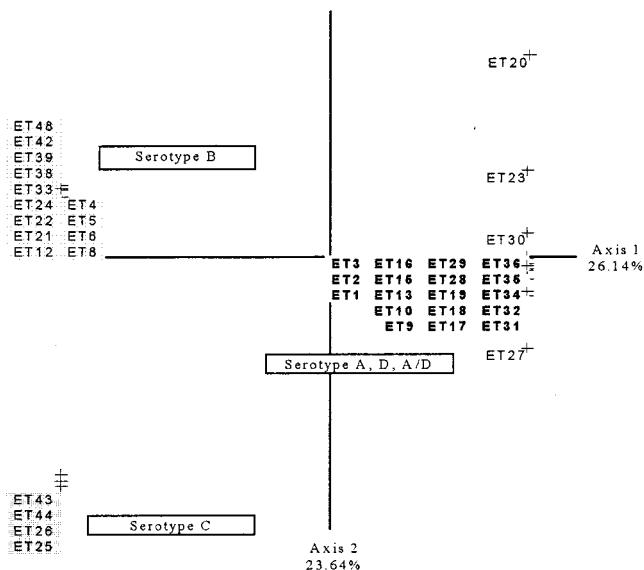 ET20
ET23
ET30
ET48
ET42
ET39
ET38
ET33
ET24 ET4
ET22 ET5
ET21 ET6
ET12 ET8
Serotype B
Axis 1
26.14%
ET3 ET16 ET29 ET36
ET2 ET15 ET28 ET35
ET1 ET13 ET19 ET34
ET10 ET18 ET32
ET9 ET17 ET31
ET27
Serotype A, D, A/D
ET43
ET44
ET26
ET25
Serotype C
Axis 2
23.64%